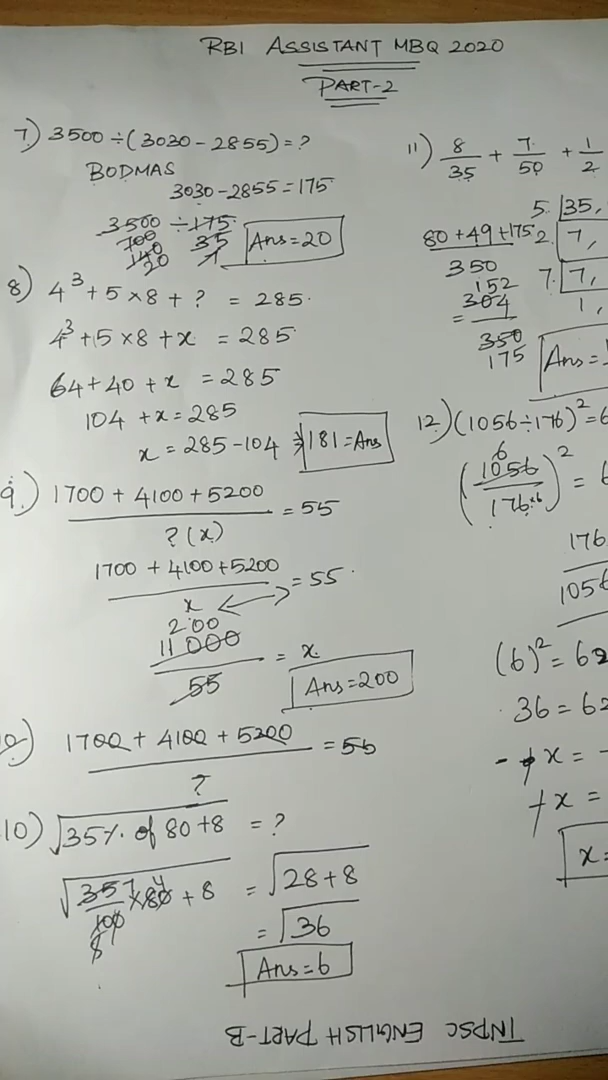 RBI ASSISTANT MBQ 2020
PART-2
7) 3500 ÷ (3030 - 2855) = ?
BODMAS
3030 - 2855 = 175
3500 ÷ 175
700 35
140 7
20
Ans = 20
8) 4³ + 5 × 8 + ? = 285.
4³ + 5 × 8 + x = 285
64 + 40 + x = 285
104 + x = 285
x = 285 - 104 ⇒ 181 = Ans
9.) 1700 + 4100 + 5200 = 55
? (x)
1700 + 4100 + 5200 = 55.
x
200
11000 = x
55
Ans = 200
10) 1700 + 4100 + 5200 = 56
?
10) √35% of 80 + 8 = ?
√35/100 × 80 + 8 = √28 + 8
= √36
Ans = 6
11) 8/35 + 7/50 + 1/2
5 | 35,
80 + 49 + 175 2. 7,
350 7. 7,
152 1,
= 304
350
175
Ans =
12.) (1056 ÷ 176)² = 6
6
(1056/176)² = 6
176
1056
(6)² = 62
36 = 62
- x = -
+ x =
x =
TNPSC ENGLISH PART-B